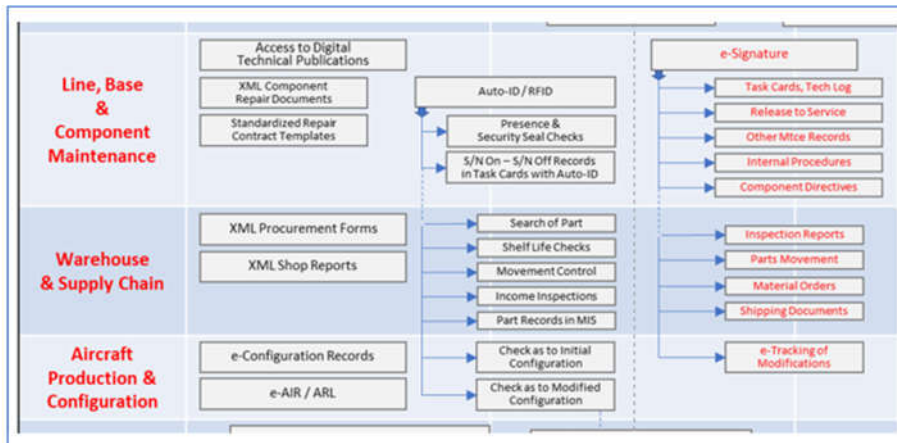 Line, Base
&
Component
Maintenance
Access to Digital
Technical Publications
XML Component
Repair Documents
Standardized Repair
Contract Templates
Auto-ID / RFID
Presence &
Security Seal Checks
S/N On – S/N Off Records
in Task Cards with Auto-ID
e-Signature
Task Cards, Tech Log
Release to Service
Other Mtce Records
Internal Procedures
Component Directives
Warehouse
& Supply Chain
XML Procurement Forms
XML Shop Reports
Search of Part
Shelf Life Checks
Movement Control
Income Inspections
Part Records in MIS
Inspection Reports
Parts Movement
Material Orders
Shipping Documents
Aircraft
Production &
Configuration
e-Configuration Records
e-AIR / ARL
Check as to Initial
Configuration
Check as to Modified
Configuration
e-Tracking of
Modifications